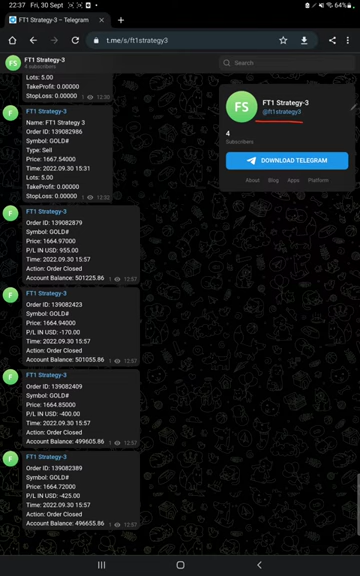 22:37 Fri, 30 Sept
64%
FT1 Strategy-3 – Telegram
t.me/s/ft1strategy3
FT1 Strategy-3
4 subscribers
Search
Lots: 5.00
TakeProfit: 0.00000
StopLoss: 0.00000
1 12:30
FT1 Strategy-3
Name: FT1 Strategy 3
Order ID: 139082986
Symbol: GOLD#
Type: Sell
Price: 1667.54000
Time: 2022.09.30 15:31
Lots: 5.00
TakeProfit: 0.00000
StopLoss: 0.00000
1 12:32
FT1 Strategy-3
Order ID: 139082879
Symbol: GOLD#
Price: 1664.97000
P/L IN USD: 955.00
Time: 2022.09.30 15:57
Action: Order Closed
Account Balance: 501225.86
1 12:57
FT1 Strategy-3
Order ID: 139082423
Symbol: GOLD#
Price: 1664.94000
P/L IN USD: -170.00
Time: 2022.09.30 15:57
Action: Order Closed
Account Balance: 501055.86
1 12:57
FT1 Strategy-3
Order ID: 139082409
Symbol: GOLD#
Price: 1664.85000
P/L IN USD: -400.00
Time: 2022.09.30 15:57
Action: Order Closed
Account Balance: 499605.86
1 12:57
FT1 Strategy-3
Order ID: 139082389
Symbol: GOLD#
Price: 1664.72000
P/L IN USD: -425.00
Time: 2022.09.30 15:57
Action: Order Closed
Account Balance: 496655.86
1 12:57
FS
FT1 Strategy-3
@ft1strategy3
4
Subscribers
DOWNLOAD TELEGRAM
About Blog Apps Platform